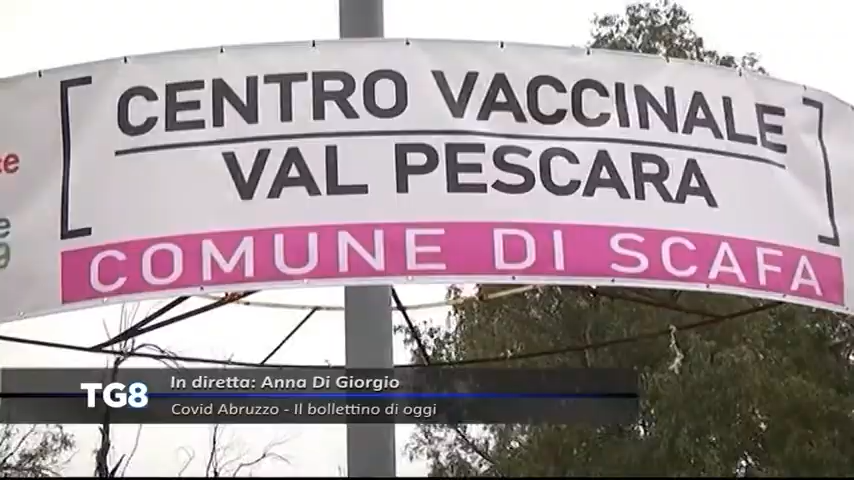 CENTRO VACCINALE
VAL PESCARA
COMUNE DI SCAFA
TG8
In diretta: Anna Di Giorgio
Covid Abruzzo - Il bollettino di oggi